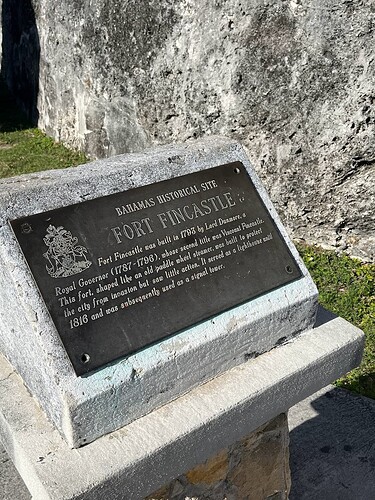 BAHAMAS HISTORICAL SITE
FORT FINCASTLE
Fort Fincastle was built in 1793 by Lord Dunmore, a
Royal Governor (1787-1796), whose second title was Viscount Fincastle.
This fort, shaped like an old paddle wheel steamer, was built to protect
the city from invasion but saw little action. It served as a lighthouse until
1816 and was subsequently used as a signal tower.